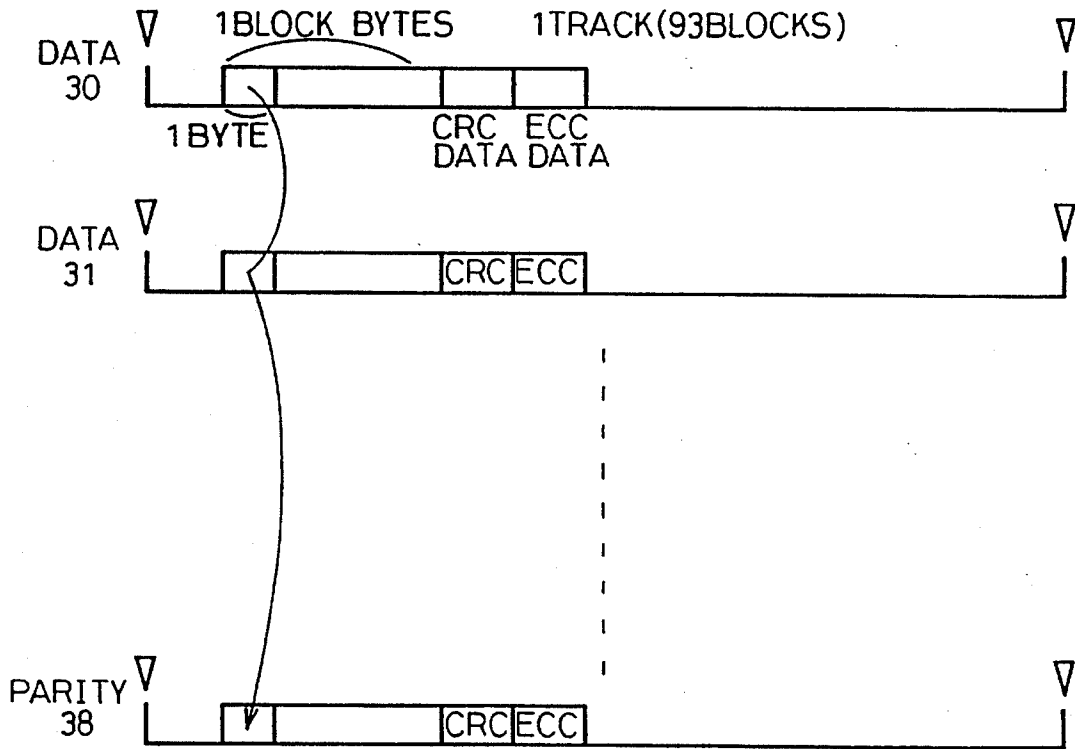 1BLOCK BYTES 1TRACK(93BLOCKS)
DATA
30
1BYTE
CRC ECC
DATA DATA
DATA
31
CRC ECC
PARITY
38
CRC ECC